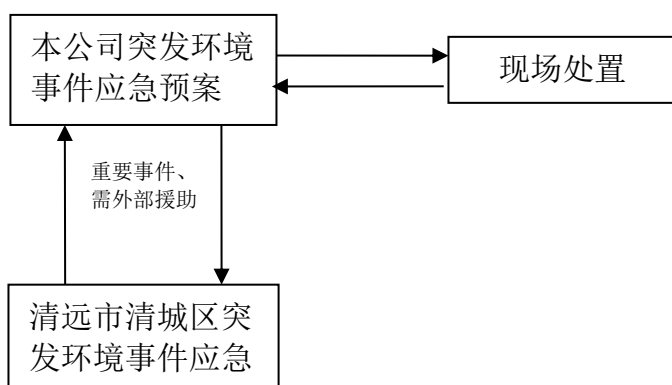 本公司突发环境
事件应急预案
现场处置
重要事件、
需外部援助
清远市清城区突
发环境事件应急